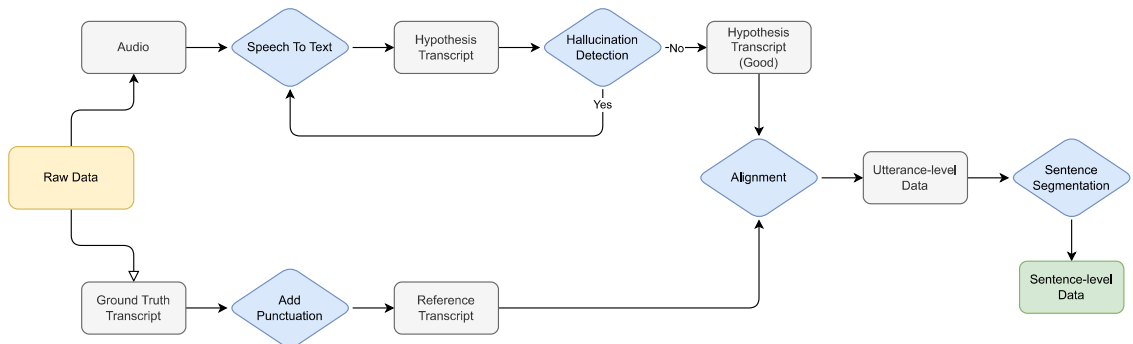 Audio
Speech To Text
Hypothesis
Transcript
Hallucination
Detection
No
Hypothesis
Transcript
(Good)
Yes
Raw Data
Alignment
Utterance-level
Data
Sentence
Segmentation
Ground Truth
Transcript
Add
Punctuation
Reference
Transcript
Sentence-level
Data